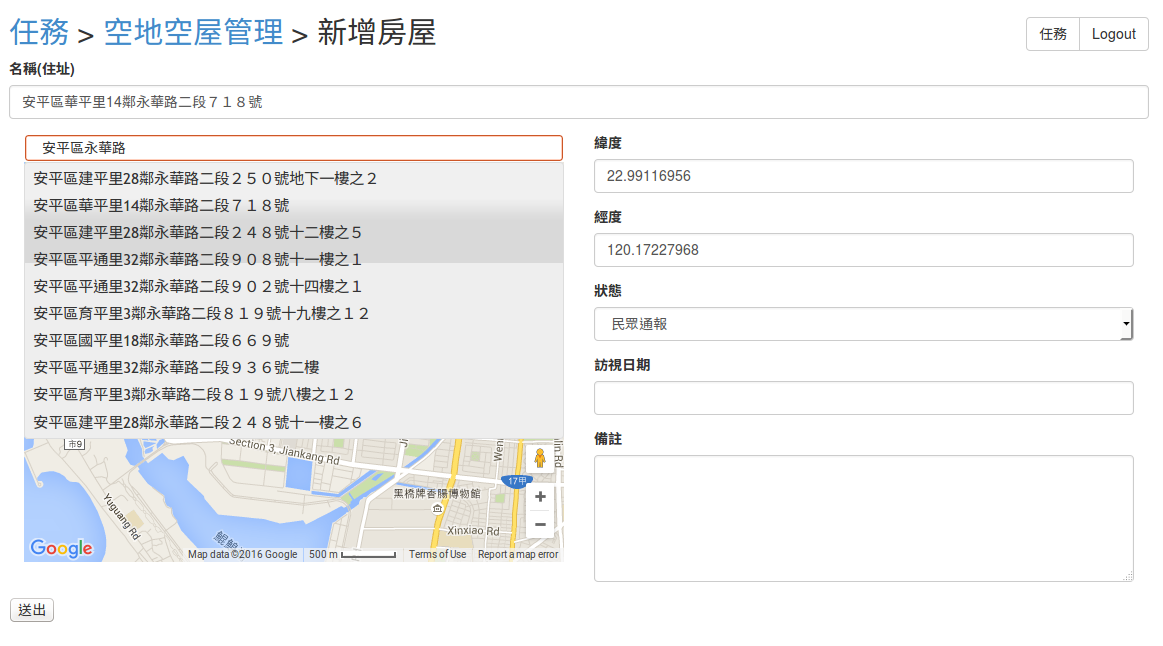 任務 > 空地空屋管理 > 新增房屋
任務 Logout
名稱(住址)
安平區華平里14鄰永華路二段７１８號
安平區永華路
安平區建平里28鄰永華路二段２５０號地下一樓之２
安平區華平里14鄰永華路二段７１８號
安平區建平里28鄰永華路二段２４８號十二樓之５
安平區平通里32鄰永華路二段９０８號十一樓之１
安平區平通里32鄰永華路二段９０２號十四樓之１
安平區育平里3鄰永華路二段８１９號十九樓之１２
安平區國平里18鄰永華路二段６６９號
安平區平通里32鄰永華路二段９３６號二樓
安平區育平里3鄰永華路二段８１９號八樓之１２
安平區建平里28鄰永華路二段２４８號十一樓之６
市9
Section 3, Jiankang Rd
17甲
黑橋牌香腸博物館
Yuguang Rd
Xinxiao Rd
Google
Map data ©2016 Google
500 m
Terms of Use
Report a map error
緯度
22.99116956
經度
120.17227968
狀態
民眾通報
訪視日期
備註
送出